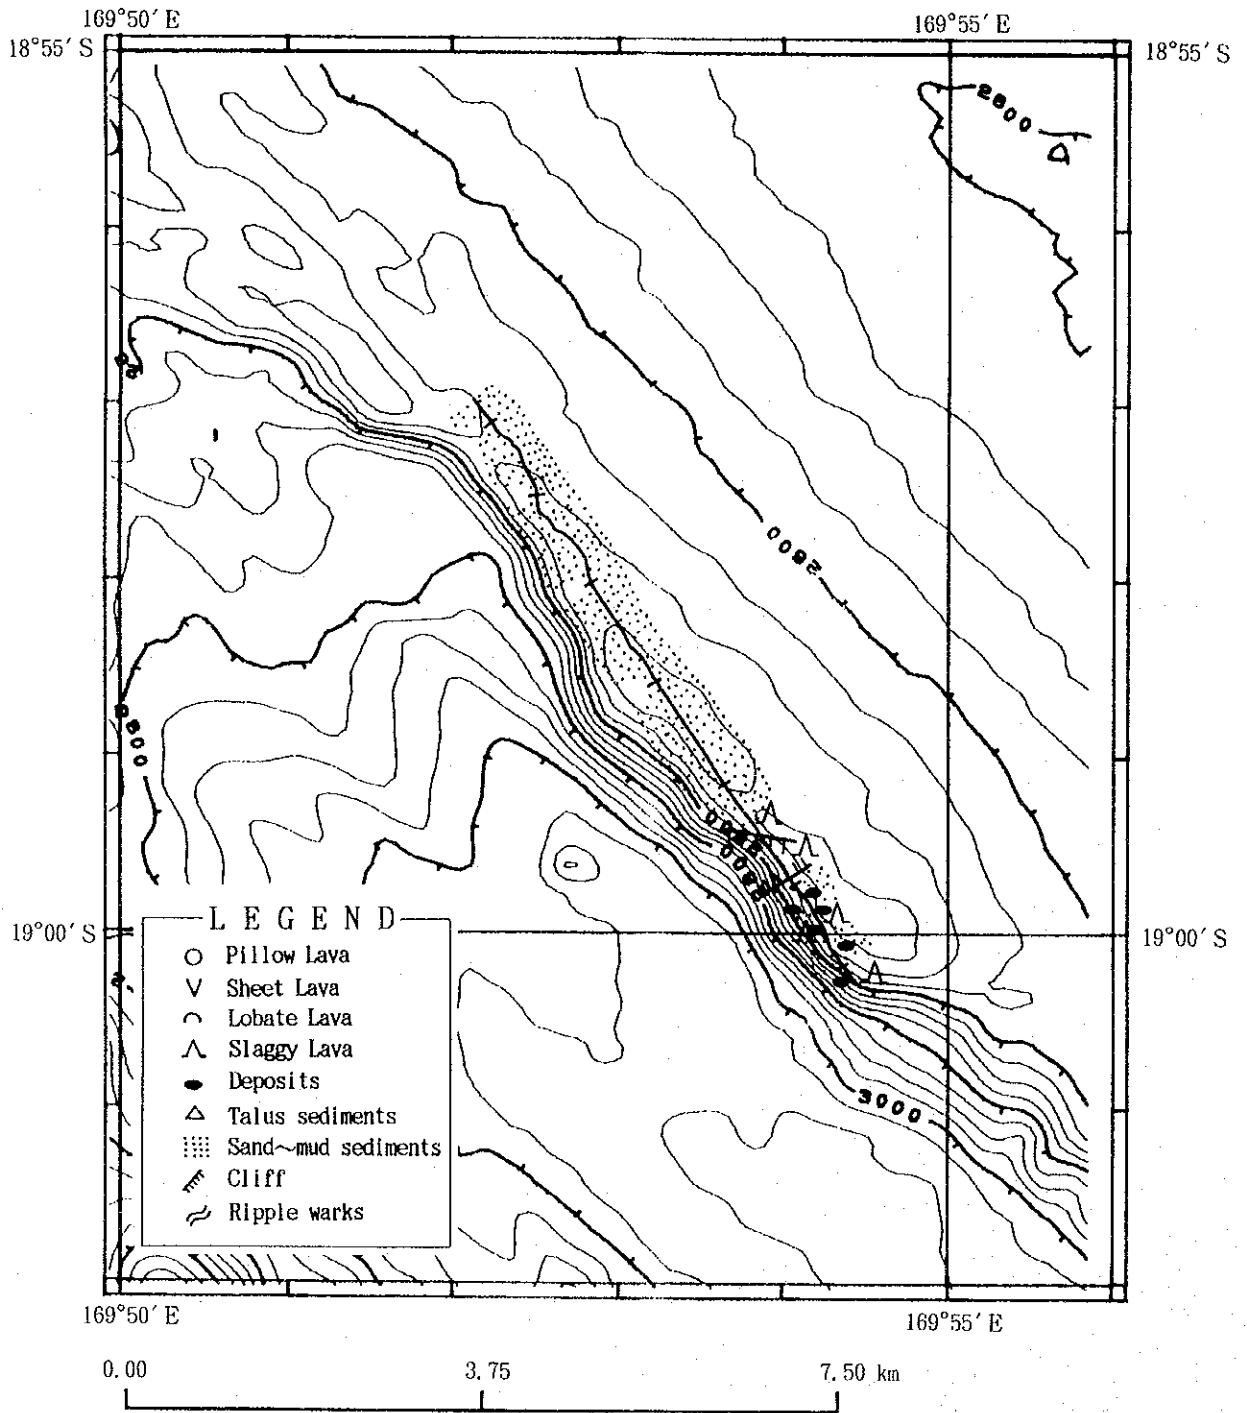 169°50′E 169°55′E
18°55′S 18°55′S
2800
2600
2800
3000
19°00′S 19°00′S
LEGEND
Pillow Lava
Sheet Lava
Lobate Lava
Slaggy Lava
Deposits
Talus sediments
Sand～mud sediments
Cliff
Ripple warks
169°50′E 169°55′E
0.00 3.75 7.50 km